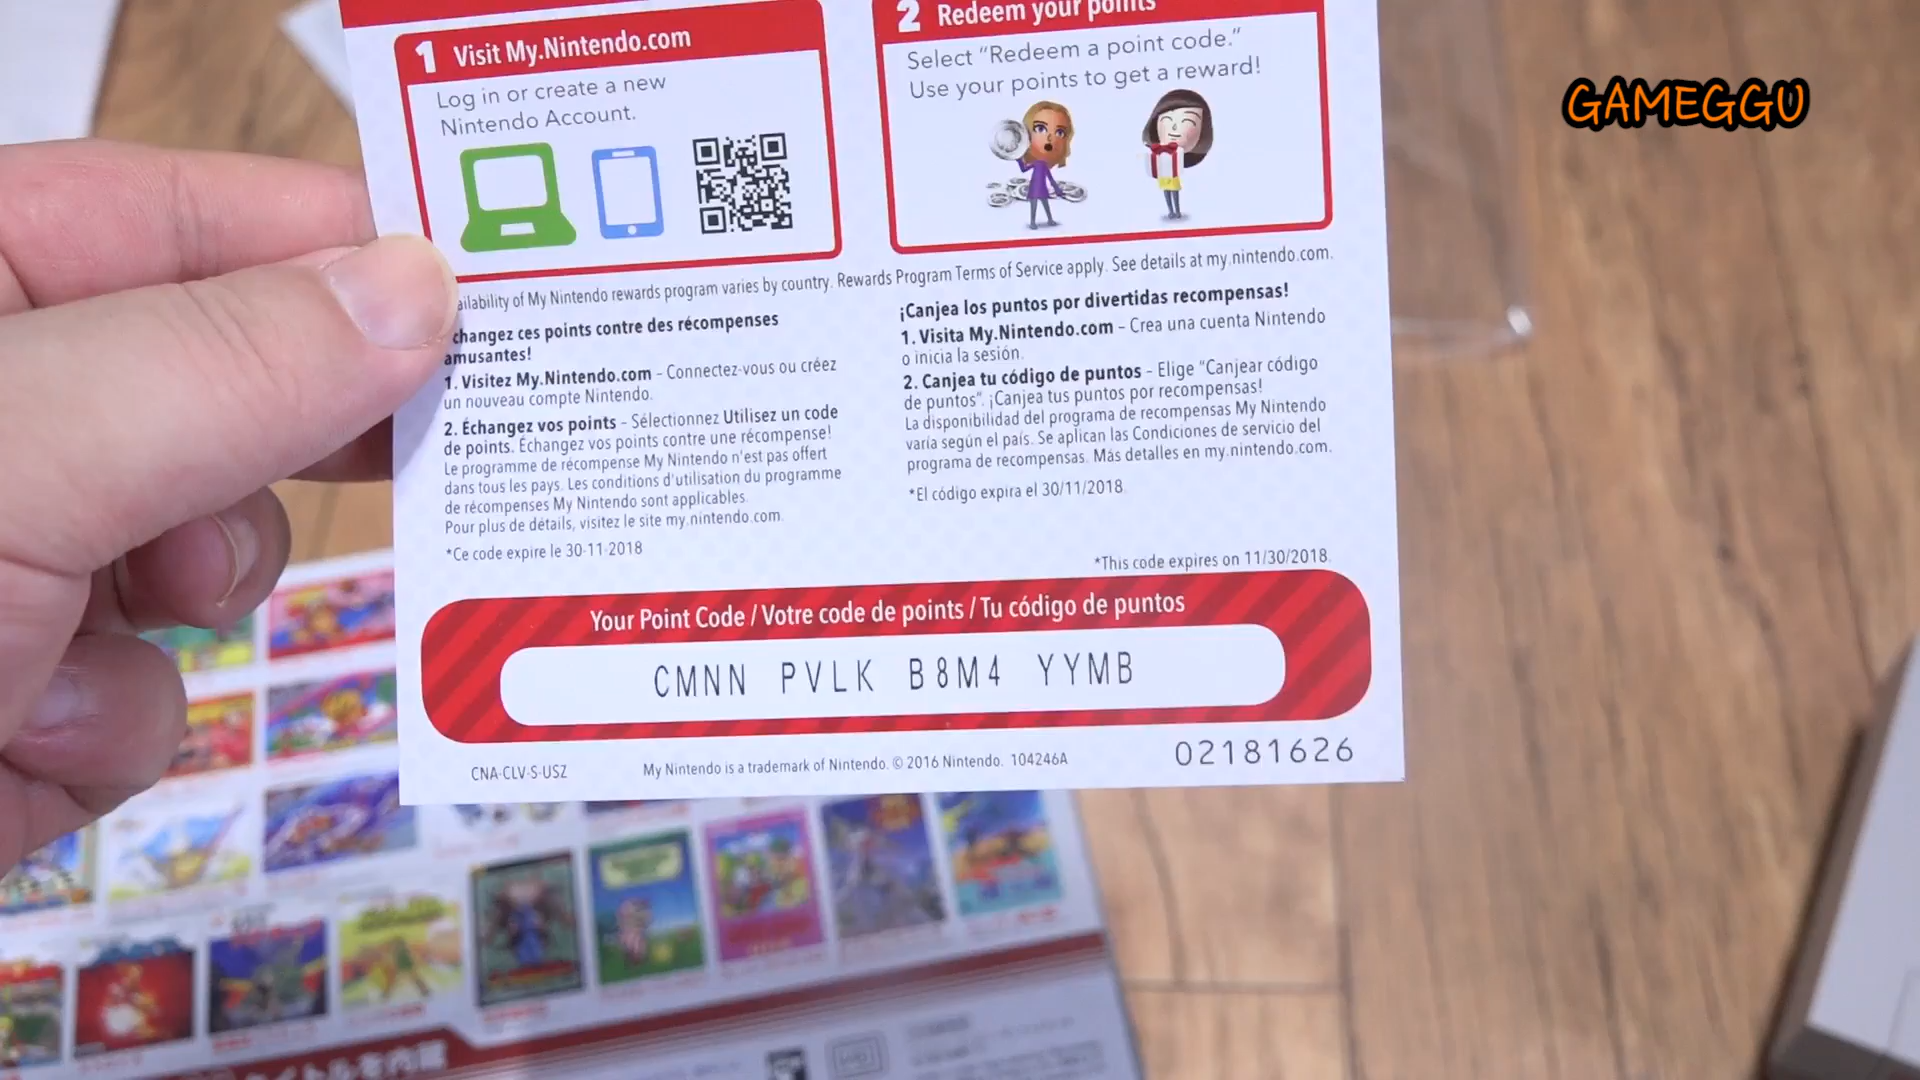 GAMEGGU
1 Visit My.Nintendo.com
Log in or create a new
Nintendo Account.
2 Redeem your points
Select “Redeem a point code.”
Use your points to get a reward!
My Nintendo rewards program varies by country. Rewards Program Terms of Service apply. See details at my.nintendo.com.
changez ces points contre des récompenses
amusantes!
1. Visitez My.Nintendo.com – Connectez-vous ou créez
un nouveau compte Nintendo.
2. Échangez vos points – Sélectionnez Utilisez un code
de points. Échangez vos points contre une récompense!
Le programme de récompense My Nintendo n'est pas offert
dans tous les pays. Les conditions d'utilisation du programme
de récompenses My Nintendo sont applicables.
Pour plus de détails, visitez le site my.nintendo.com.
*Ce code expire le 30-11-2018
¡Canjea los puntos por divertidas recompensas!
1. Visita My.Nintendo.com – Crea una cuenta Nintendo
o inicia la sesión.
2. Canjea tu código de puntos – Elige “Canjear código
de puntos”. ¡Canjea tus puntos por recompensas!
La disponibilidad del programa de recompensas My Nintendo
varía según el país. Se aplican las Condiciones de servicio del
programa de recompensas. Más detalles en my.nintendo.com.
*El código expira el 30/11/2018.
*This code expires on 11/30/2018.
Your Point Code / Votre code de points / Tu código de puntos
CMNN PVLK B8M4 YYMB
CNA-CLV-S-USZ
My Nintendo is a trademark of Nintendo. © 2016 Nintendo. 104246A
02181626